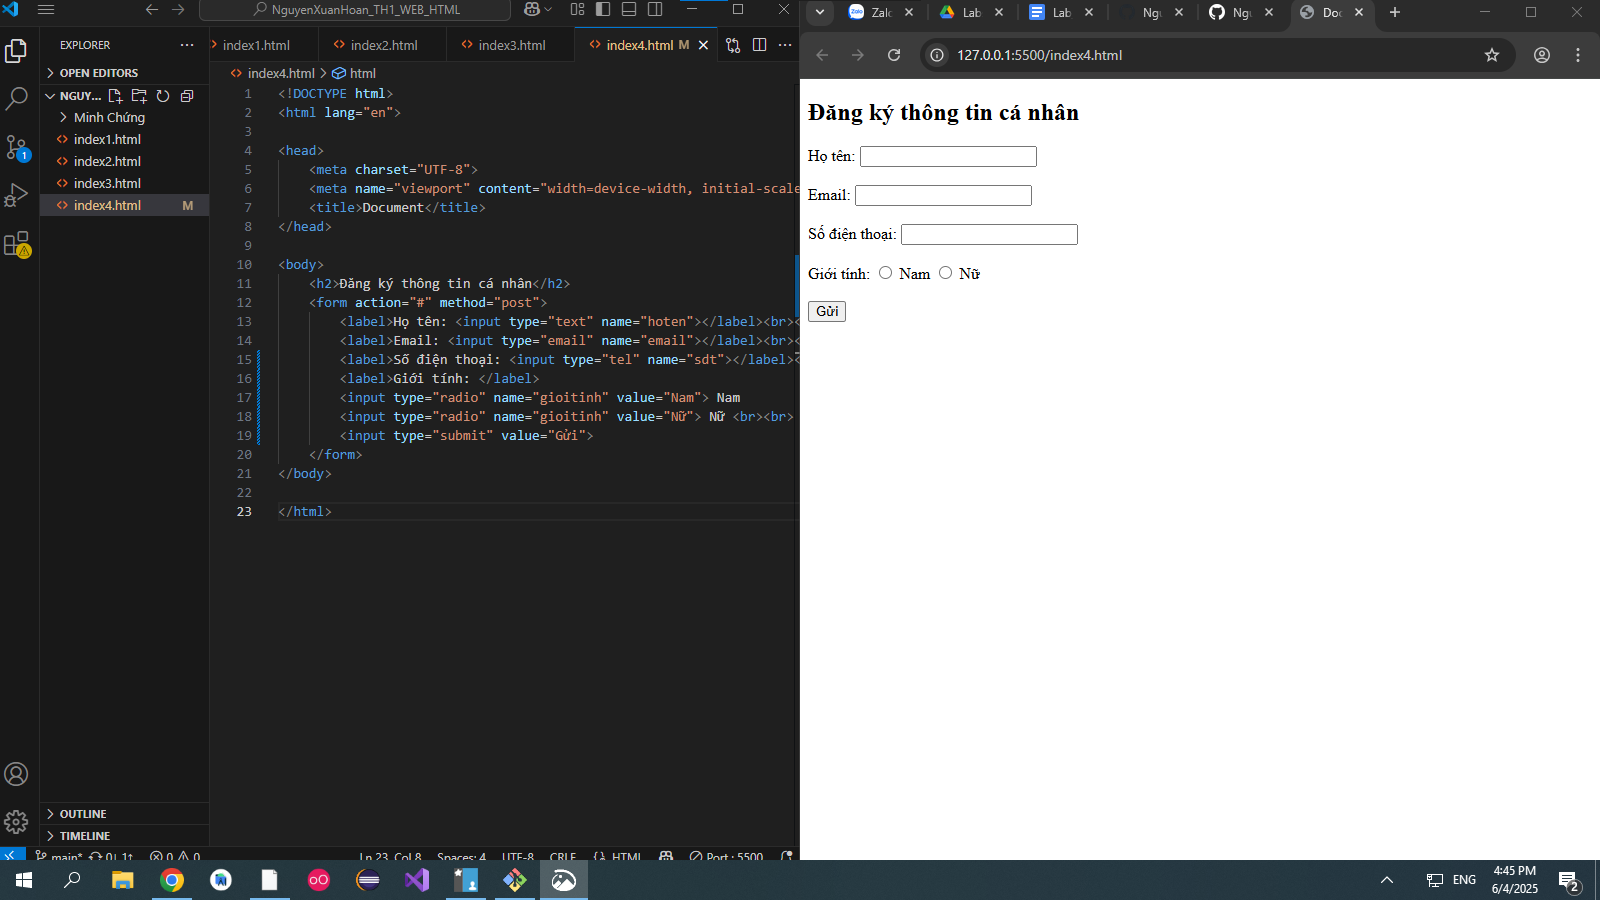 NguyenXuanHoan_TH1_WEB_HTML
EXPLORER
OPEN EDITORS
NGUY...
Minh Chứng
index1.html
index2.html
index3.html
index4.html M
OUTLINE
TIMELINE
index1.html
index2.html
index3.html
index4.html M
index4.html > html
1 <!DOCTYPE html>
2 <html lang="en">
3
4 <head>
5 <meta charset="UTF-8">
6 <meta name="viewport" content="width=device-width, initial-scale
7 <title>Document</title>
8 </head>
9
10 <body>
11 <h2>Đăng ký thông tin cá nhân</h2>
12 <form action="#" method="post">
13 <label>Họ tên: <input type="text" name="hoten"></label><br><
14 <label>Email: <input type="email" name="email"></label><br><
15 <label>Số điện thoại: <input type="tel" name="sdt"></label><
16 <label>Giới tính: </label>
17 <input type="radio" name="gioitinh" value="Nam"> Nam
18 <input type="radio" name="gioitinh" value="Nữ"> Nữ <br><br>
19 <input type="submit" value="Gửi">
20 </form>
21 </body>
22
23 </html>
1
main* 0↓ 1↑ 0 0
Ln 23, Col 8 Spaces: 4 UTF-8 CRLF HTML Port : 5500
Zalo
Zalc
Lab
Lab
Ngu
Ngu
Doc
127.0.0.1:5500/index4.html
Đăng ký thông tin cá nhân
Họ tên:
Email:
Số điện thoại:
Giới tính: Nam Nữ
Gửi
ENG
4:45 PM
6/4/2025
2